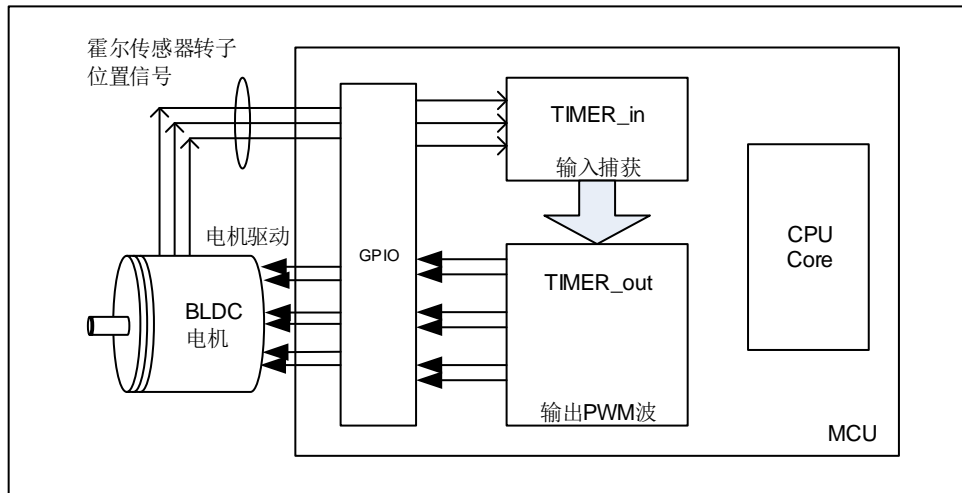 霍尔传感器转子
位置信号
TIMER_in
输入捕获
电机驱动
GPIO
CPU
Core
TIMER_out
BLDC
电机
输出PWM波
MCU